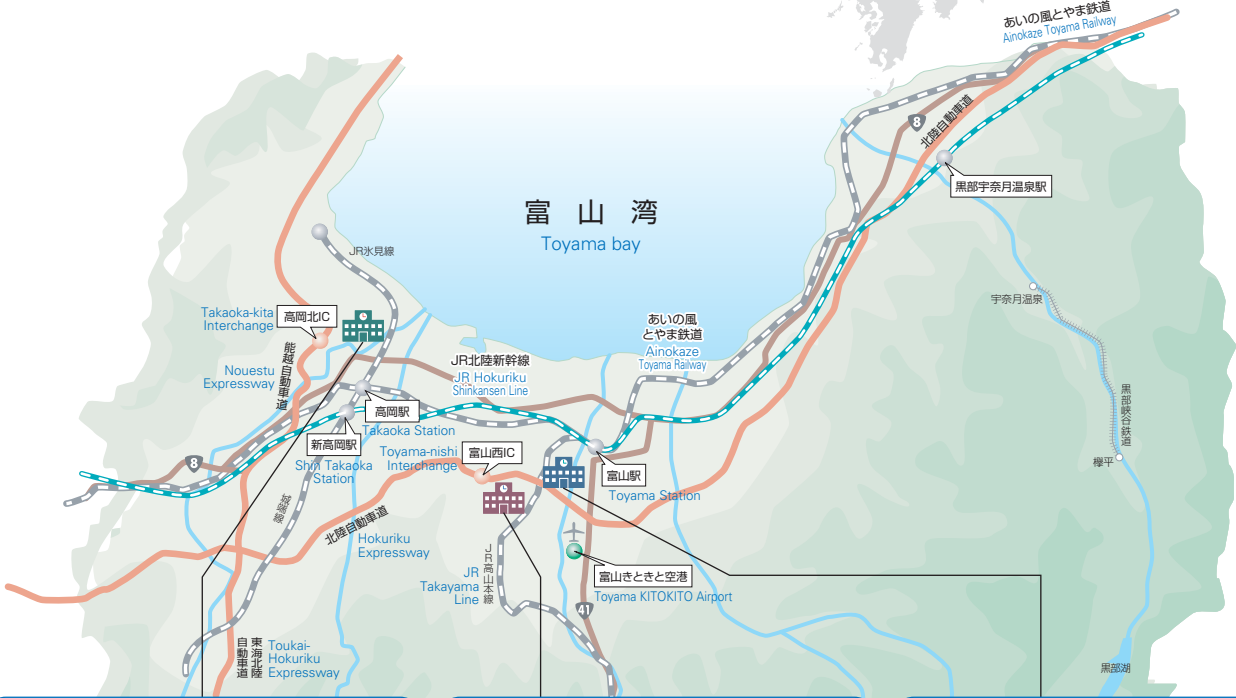 あいの風とやま鉄道
Ainokaze Toyama Railway
8
北陸自動車道
黒部宇奈月温泉駅
富山湾
Toyama bay
JR氷見線
宇奈月温泉
Takaoka-kita
Interchange
高岡北IC
あいの風
とやま鉄道
Ainokaze
Toyama Railway
能越自動車道
Nouestu
Expressway
JR北陸新幹線
JR Hokuriku
Shinkansen Line
黒部峡谷鉄道
高岡駅
Takaoka Station
新高岡駅
Shin Takaoka
Station
Toyama-nishi
Interchange
富山西IC
8
富山駅
Toyama Station
欅平
城端線
北陸自動車道
Hokuriku
Expressway
JR高山本線
JR
Takayama
Line
富山きときと空港
Toyama KITOKITO Airport
41
東海北陸
自動車道
Toukai-
Hokuriku
Expressway
黒部湖